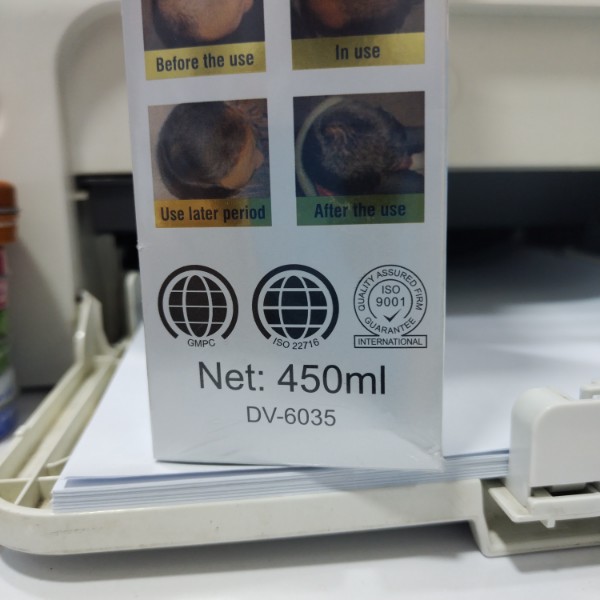 Before the use
In use
Use later period
After the use
GMPC
ISO 22716
QUALITY ASSURED FIRM
ISO
9001
GUARANTEE
INTERNATIONAL
Net: 450ml
DV-6035